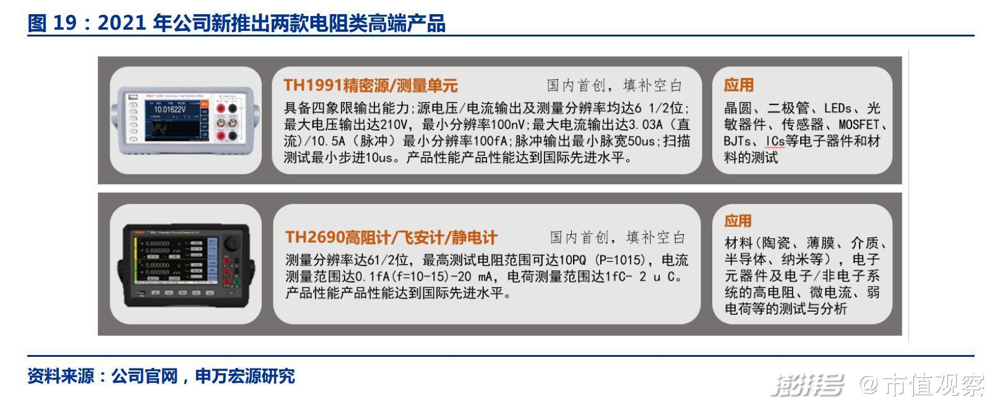 图 19：2021 年公司新推出两款电阻类高端产品
10.01622V
TH1991精密源/测量单元
国内首创，填补空白
具备四象限输出能力;源电压/电流输出及测量分辨率均达6 1/2位;
最大电压输出达210V，最小分辨率100nV;最大电流输出达3.03A（直
流)/10.5A（脉冲）最小分辨率100fA;脉冲输出最小脉宽50us;扫描
测试最小步进10us。产品性能产品性能达到国际先进水平。
应用
晶圆、二极管、LEDs、光
敏器件、传感器、MOSFET、
BJTs、ICs等电子器件和材
料的测试
+ 0.000000 V
+ 0.000000 mA
+ 0.000000
+ 0.000000 mA
TH2690高阻计/飞安计/静电计
国内首创，填补空白
测量分辨率达61/2位，最高测试电阻范围可达10PQ (P=1015)，电流
测量范围达0.1fA(f=10-15)-20 mA，电荷测量范围达1fC- 2 u C。
产品性能产品性能达到国际先进水平。
应用
材料(陶瓷、薄膜、介质、
半导体、纳米等)，电子
元器件及电子/非电子系
统的高电阻、微电流、弱
电荷等的测试与分析
资料来源：公司官网，申万宏源研究
澎湃号 @市值观察